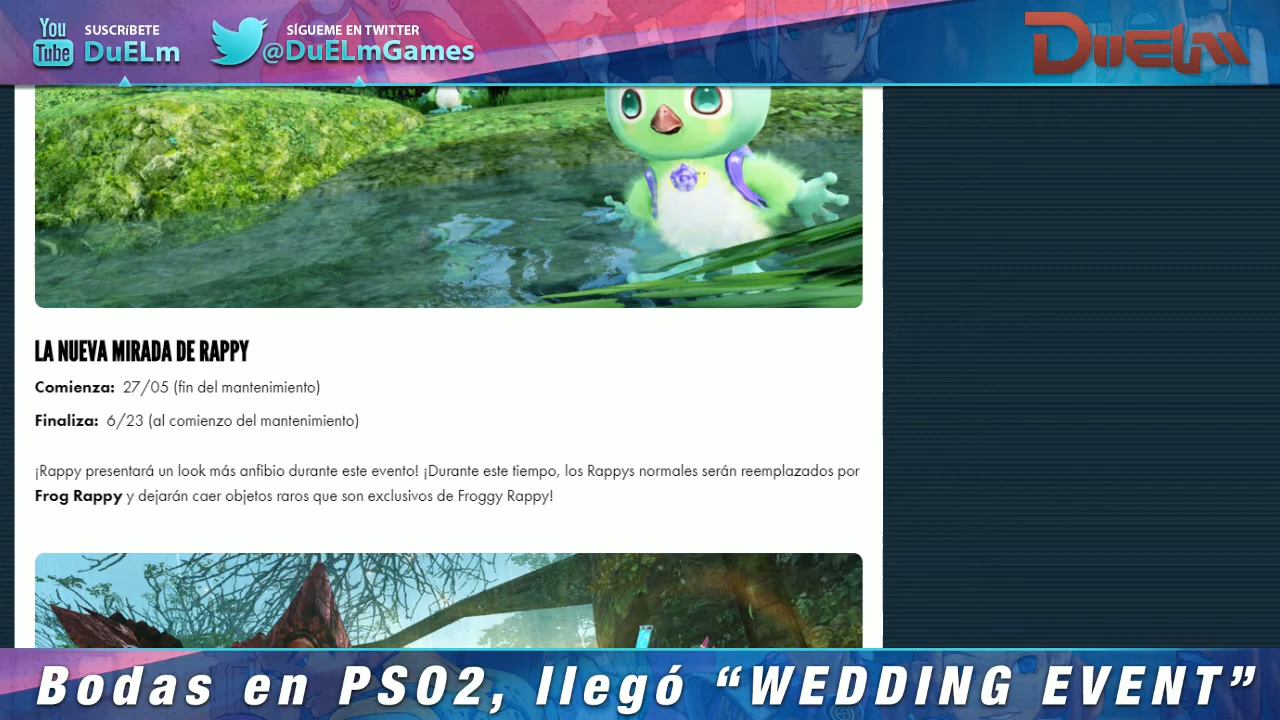 You Tube
SUSCRíBETE
DuELm
SÍGUEME EN TWITTER
@DuELmGames
DuELm
LA NUEVA MIRADA DE RAPPY
Comienza: 27/05 (fin del mantenimiento)
Finaliza: 6/23 (al comienzo del mantenimiento)
¡Rappy presentará un look más anfibio durante este evento! ¡Durante este tiempo, los Rappys normales serán reemplazados por
Frog Rappy y dejarán caer objetos raros que son exclusivos de Froggy Rappy!
Bodas en PSO2, llegó “WEDDING EVENT”